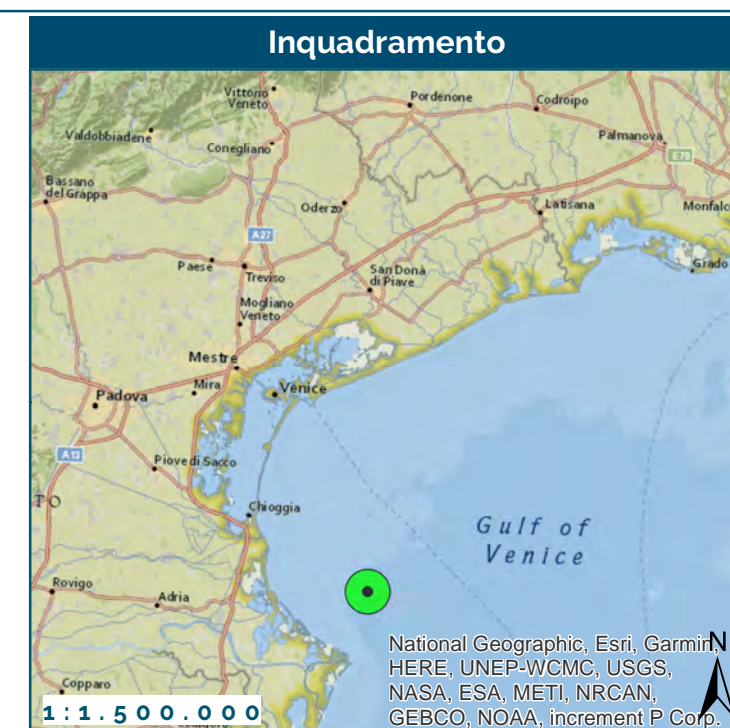 Inquadramento
Vittorio
Veneto
Pordenone
Codroipo
Valdobbiadene
Conegliano
Palmanova
E70
Bassano
del Grappa
Oderzo
Latisana
Monfalc
A27
Paese
Treviso
San Donà
di Piave
Grado
Mogliano
Veneto
Mestre
Mira
Venice
Padova
A13
Piove di Sacco
TO
Chioggia
Gulf of
Venice
Rovigo
Adria
Copparo
1:1.500.000
N
National Geographic, Esri, Garmin,
HERE, UNEP-WCMC, USGS,
NASA, ESA, METI, NRCAN,
GEBCO, NOAA, increment P Corp.